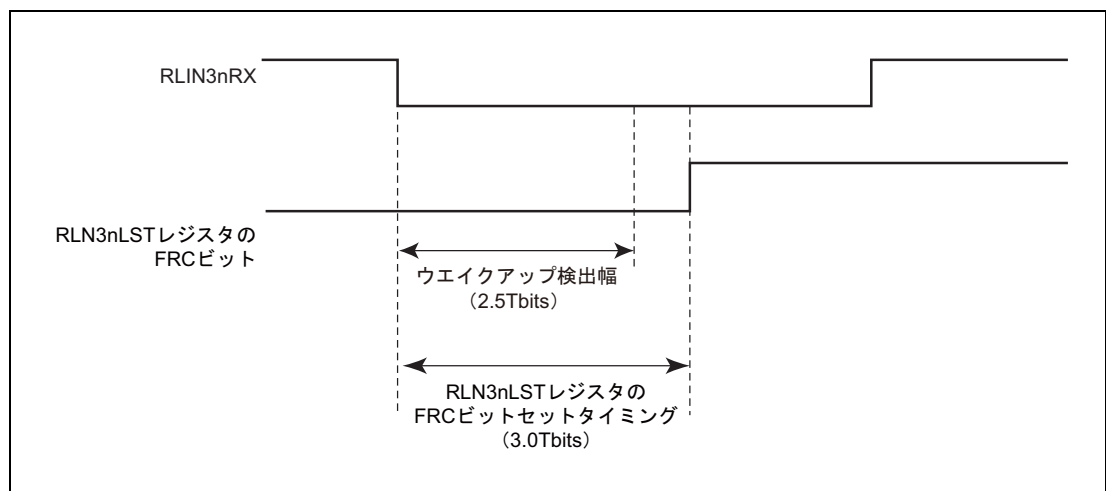 RLIN3nRX
RLN3nLSTレジスタの
FRCビット
ウエイクアップ検出幅
（2.5Tbits）
RLN3nLSTレジスタの
FRCビットセットタイミング
（3.0Tbits）